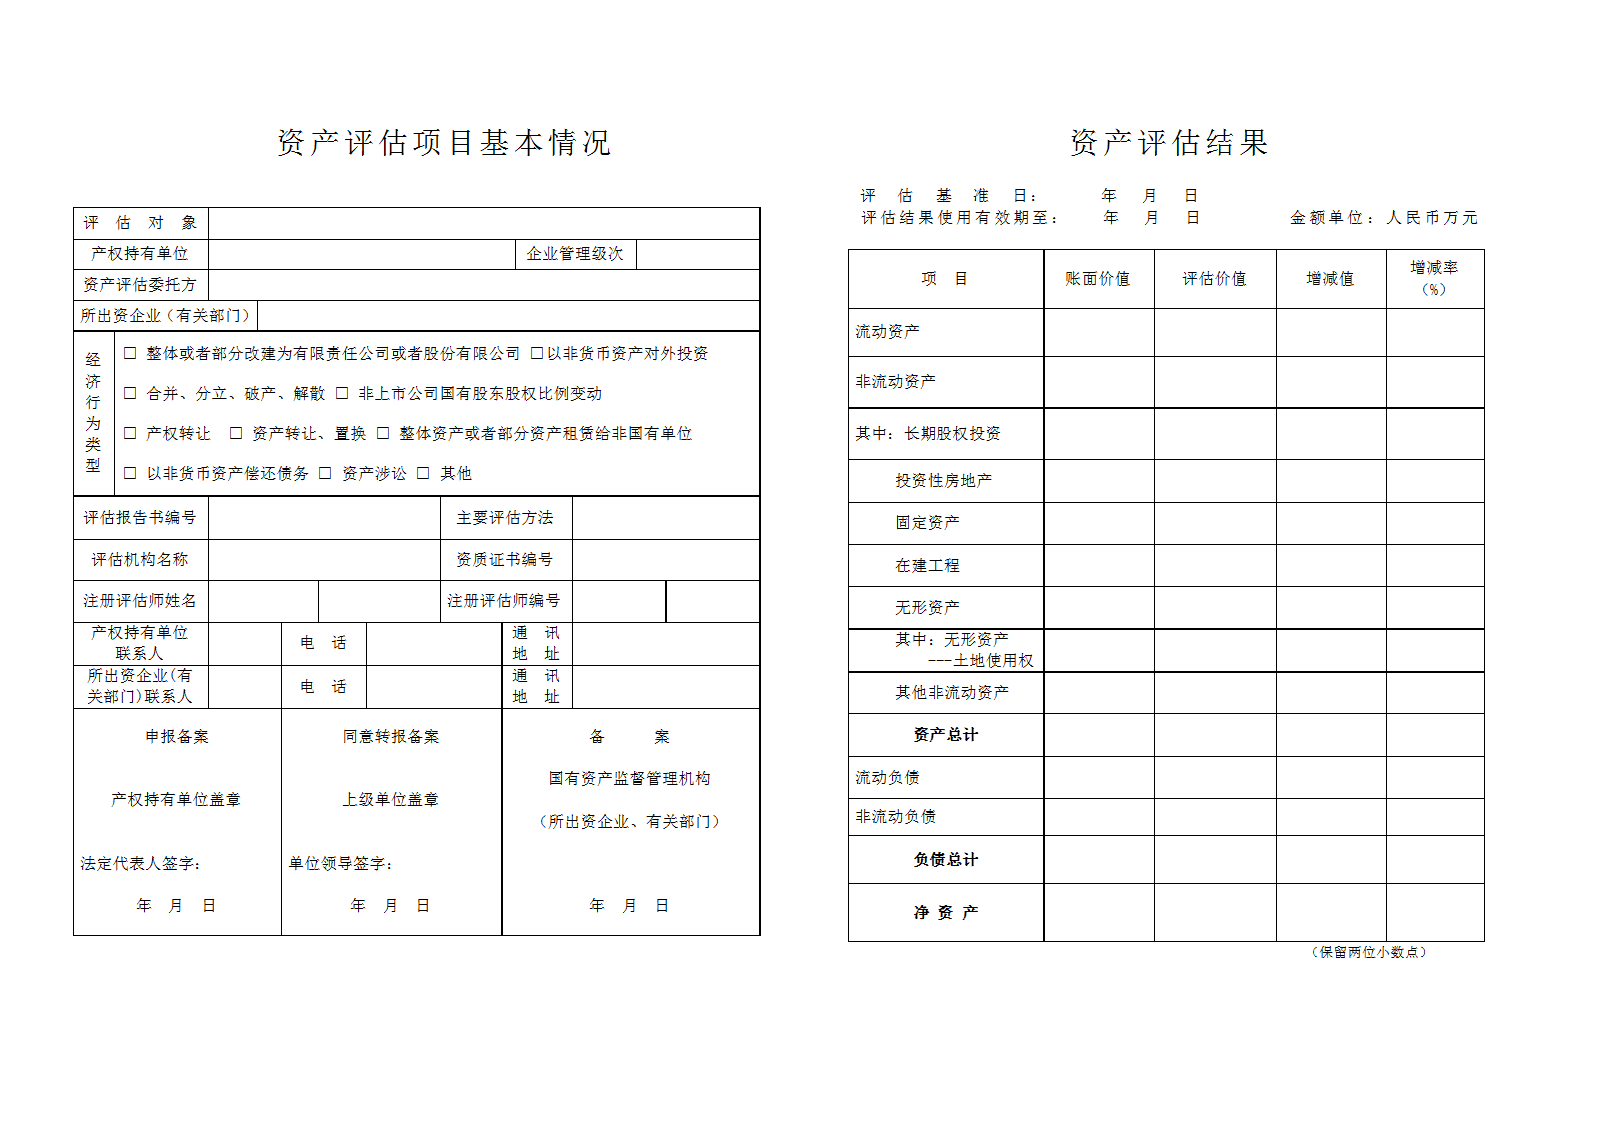 资产评估项目基本情况
评 估 对 象
产权持有单位 企业管理级次
资产评估委托方
所出资企业（有关部门）
经济行为类型
□ 整体或者部分改建为有限责任公司或者股份有限公司 □以非货币资产对外投资
□ 合并、分立、破产、解散 □ 非上市公司国有股东股权比例变动
□ 产权转让 □ 资产转让、置换 □ 整体资产或者部分资产租赁给非国有单位
□ 以非货币资产偿还债务 □ 资产涉讼 □ 其他
评估报告书编号 主要评估方法
评估机构名称 资质证书编号
注册评估师姓名 注册评估师编号
产权持有单位
联系人
电 话
通 讯
地 址
所出资企业(有
关部门)联系人
电 话
通 讯
地 址
申报备案
产权持有单位盖章
法定代表人签字：
年 月 日
同意转报备案
上级单位盖章
单位领导签字：
年 月 日
备 案
国有资产监督管理机构
（所出资企业、有关部门）
年 月 日
资产评估结果
评 估 基 准 日： 年 月 日
评估结果使用有效期至： 年 月 日 金额单位：人民币万元
项 目 账面价值 评估价值 增减值 增减率
（%）
流动资产
非流动资产
其中：长期股权投资
投资性房地产
固定资产
在建工程
无形资产
其中：无形资产
---土地使用权
其他非流动资产
资产总计
流动负债
非流动负债
负债总计
净 资 产
（保留两位小数点）